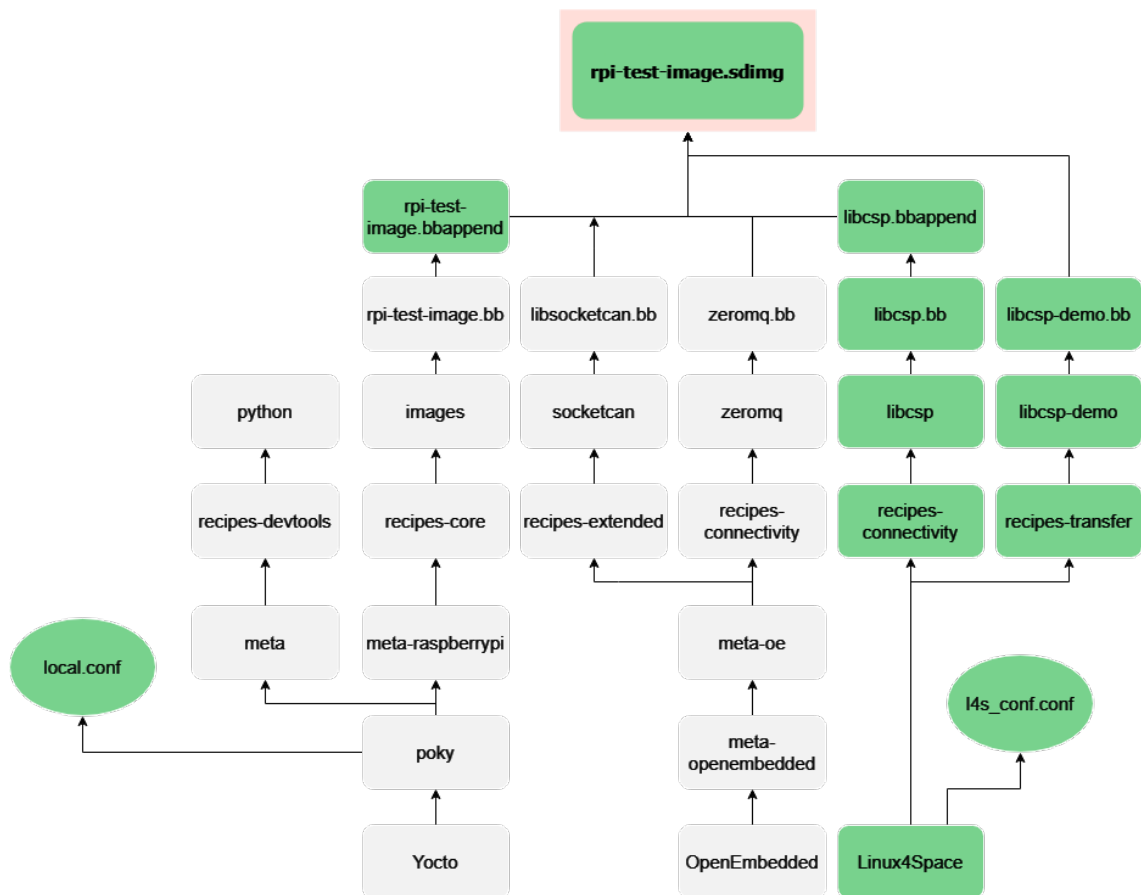 rpi-test-image.sdimg
rpi-test-
image.bbappend
libcsp.bbappend
rpi-test-image.bb
libsocketcan.bb
zeromq.bb
libcsp.bb
libcsp-demo.bb
python
images
socketcan
zeromq
libcsp
libcsp-demo
recipes-devtools
recipes-core
recipes-extended
recipes-
connectivity
recipes-
connectivity
recipes-transfer
meta
meta-raspberrypi
meta-oe
local.conf
l4s_conf.conf
poky
meta-
openembedded
Yocto
OpenEmbedded
Linux4Space